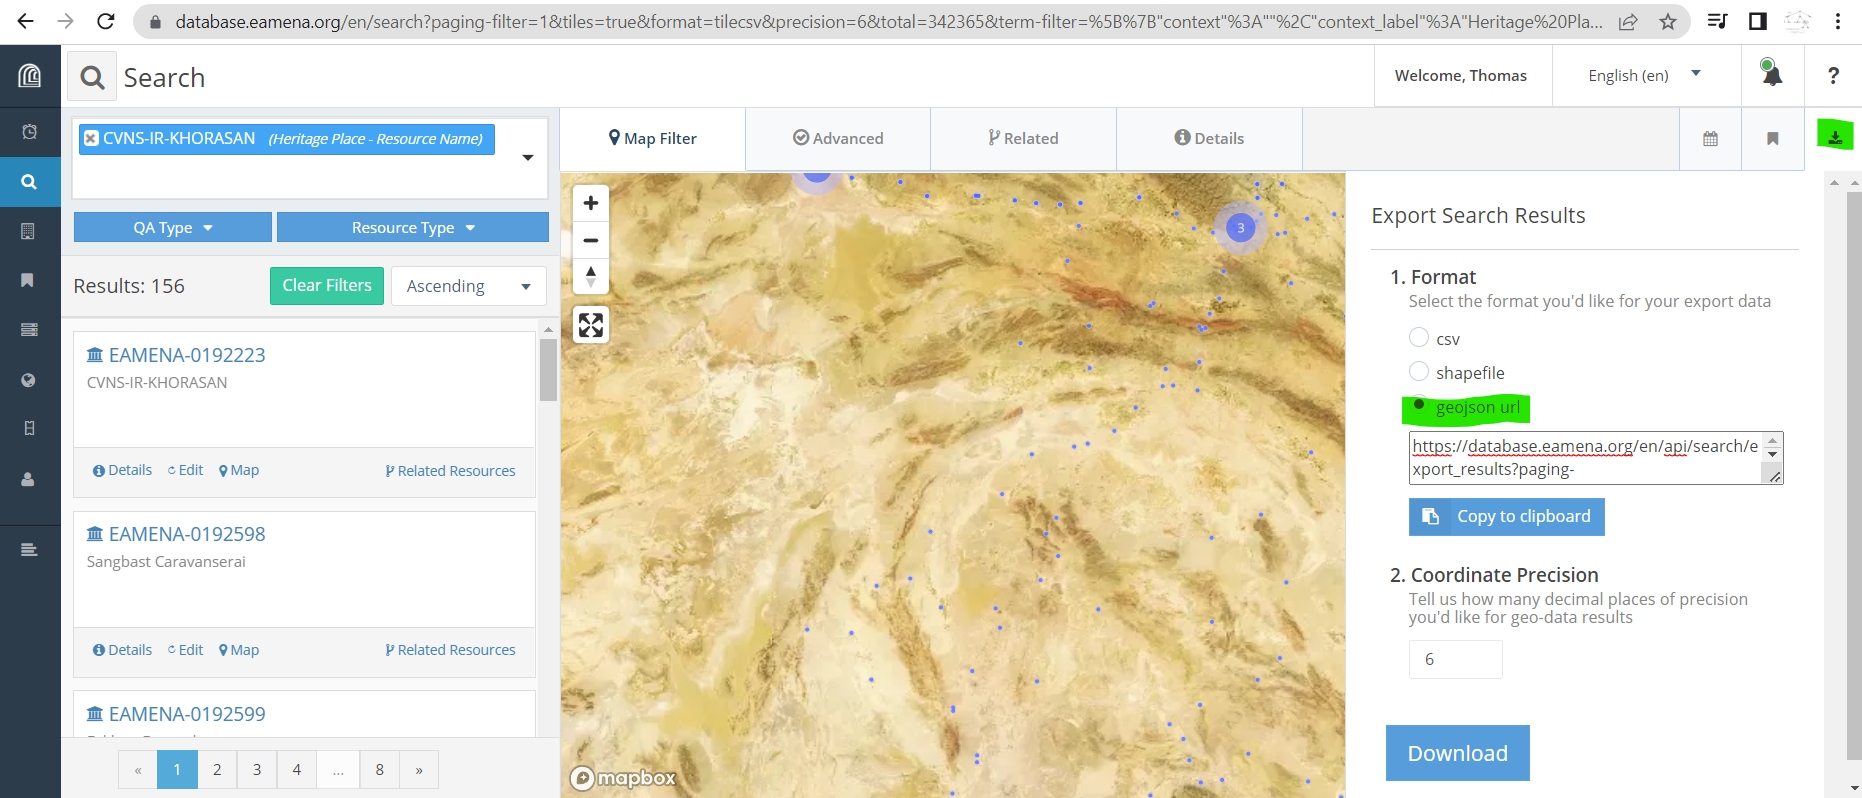 database.eamena.org/en/search?paging-filter=1&tiles=true&format=tilecsv&precision=6&total=342365&term-filter=%5B%7B"context"%3A""%2C"context_label"%3A"Heritage%20Pla...
Search
Welcome, Thomas
English (en)
?
CVNS-IR-KHORASAN (Heritage Place - Resource Name)
QA Type
Resource Type
Results: 156
Clear Filters
Ascending
EAMENA-0192223
CVNS-IR-KHORASAN
Details
Edit
Map
Related Resources
EAMENA-0192598
Sangbast Caravanserai
Details
Edit
Map
Related Resources
EAMENA-0192599
«
1
2
3
4
...
8
»
Map Filter
Advanced
Related
Details
3
mapbox
Export Search Results
1. Format
Select the format you'd like for your export data
csv
shapefile
geojson url
https://database.eamena.org/en/api/search/e
xport_results?paging-
Copy to clipboard
2. Coordinate Precision
Tell us how many decimal places of precision
you'd like for geo-data results
6
Download